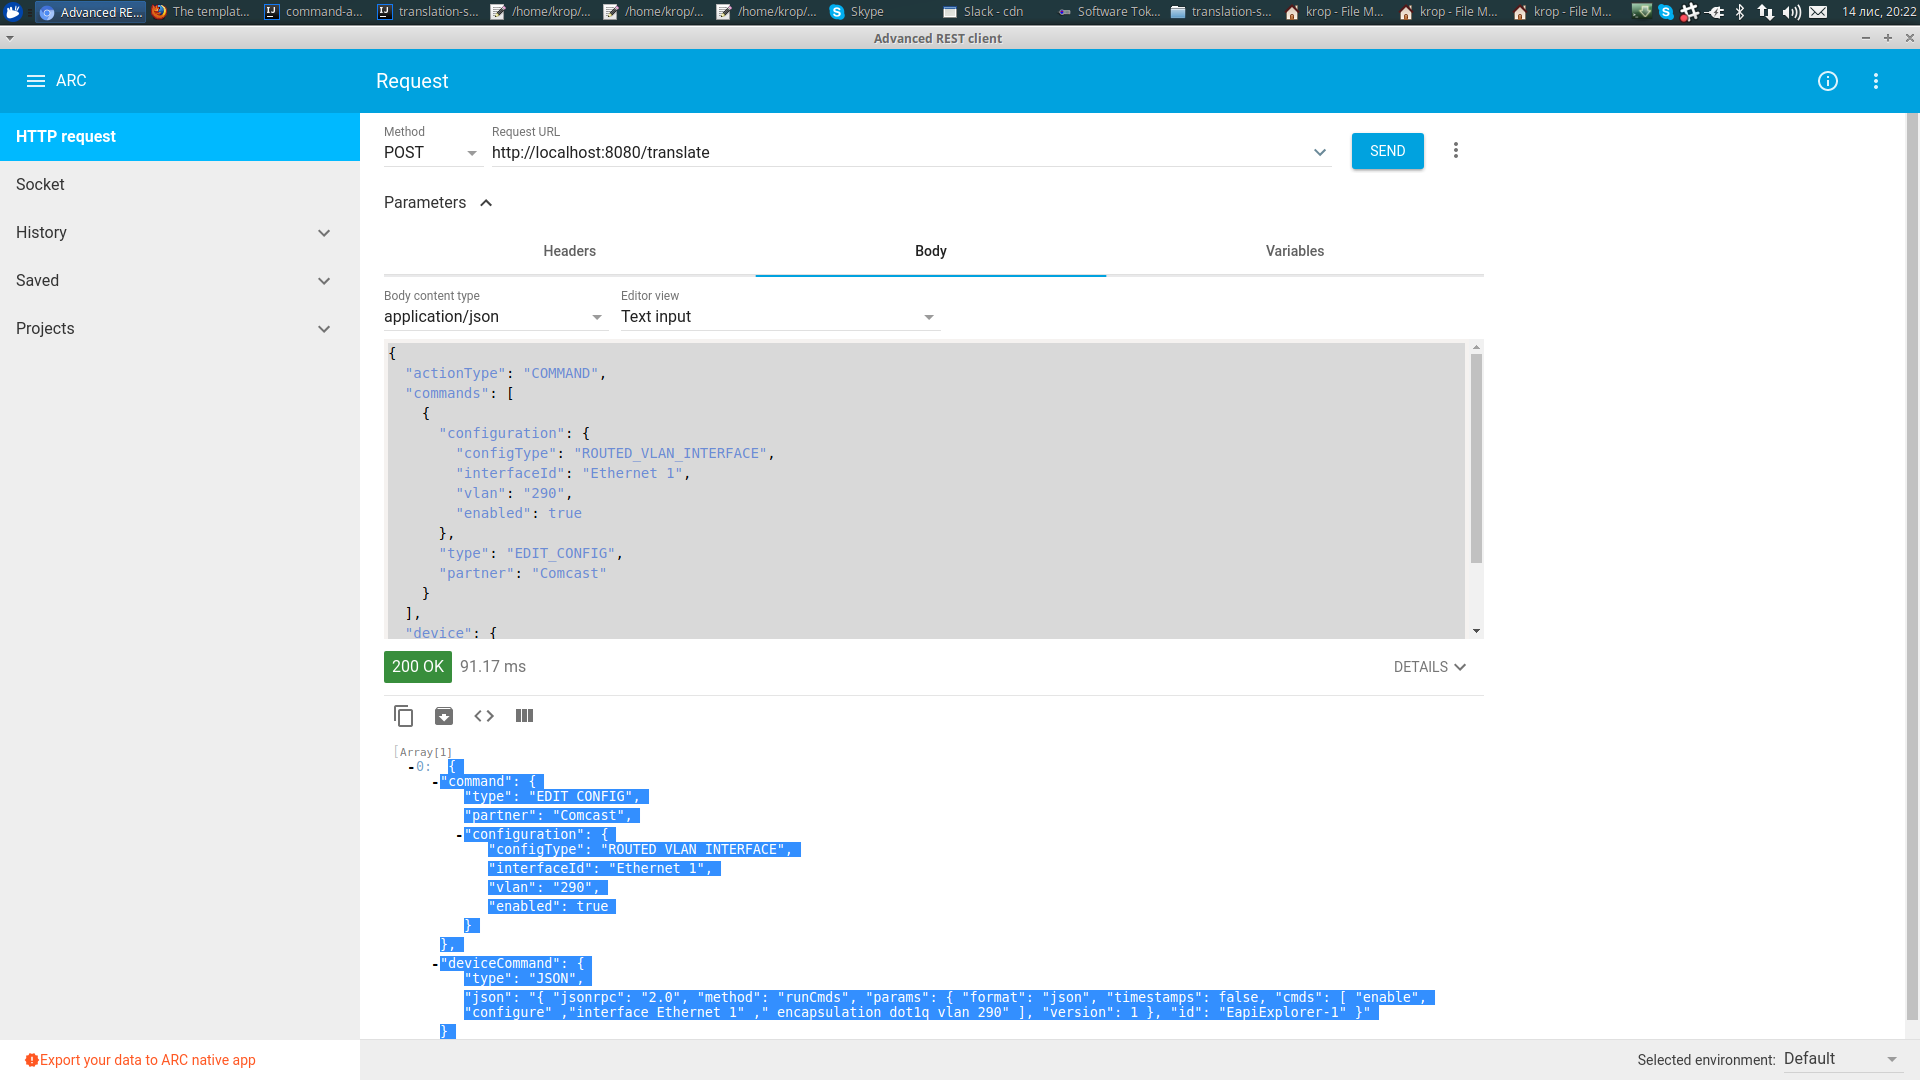 Advanced RE...
The templat...
command-a...
translation-s...
/home/krop/...
/home/krop/...
/home/krop/...
Skype
Slack - cdn
Software Tok...
translation-s...
krop - File M...
krop - File M...
krop - File M...
14 лис, 20:22
Advanced REST client
ARC
Request
HTTP request
Socket
History
Saved
Projects
Method
POST
Request URL
http://localhost:8080/translate
SEND
Parameters
Headers
Body
Variables
Body content type
application/json
Editor view
Text input
{
"actionType": "COMMAND",
"commands": [
{
"configuration": {
"configType": "ROUTED_VLAN_INTERFACE",
"interfaceId": "Ethernet 1",
"vlan": "290",
"enabled": true
},
"type": "EDIT_CONFIG",
"partner": "Comcast"
}
],
"device": {
200 OK
91.17 ms
DETAILS
[Array[1]
-0: {
-"command": {
"type": "EDIT_CONFIG",
"partner": "Comcast",
-"configuration": {
"configType": "ROUTED_VLAN_INTERFACE",
"interfaceId": "Ethernet 1",
"vlan": "290",
"enabled": true
}
},
-"deviceCommand": {
"type": "JSON",
"json": "{ "jsonrpc": "2.0", "method": "runCmds", "params": { "format": "json", "timestamps": false, "cmds": [ "enable",
"configure" ,"interface Ethernet 1" ," encapsulation dot1q vlan 290" ], "version": 1 }, "id": "EapiExplorer-1" }"
}
Export your data to ARC native app
Selected environment: Default